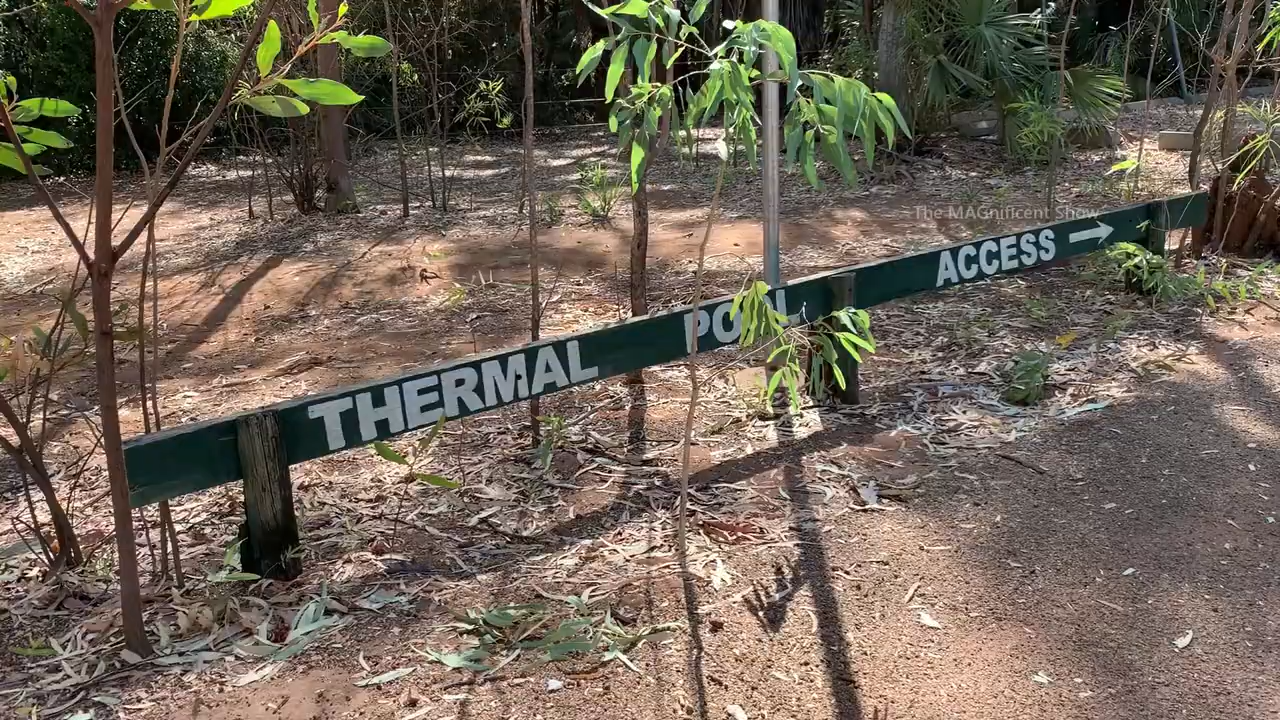 The MAGnificent Show
THERMAL POOL ACCESS →